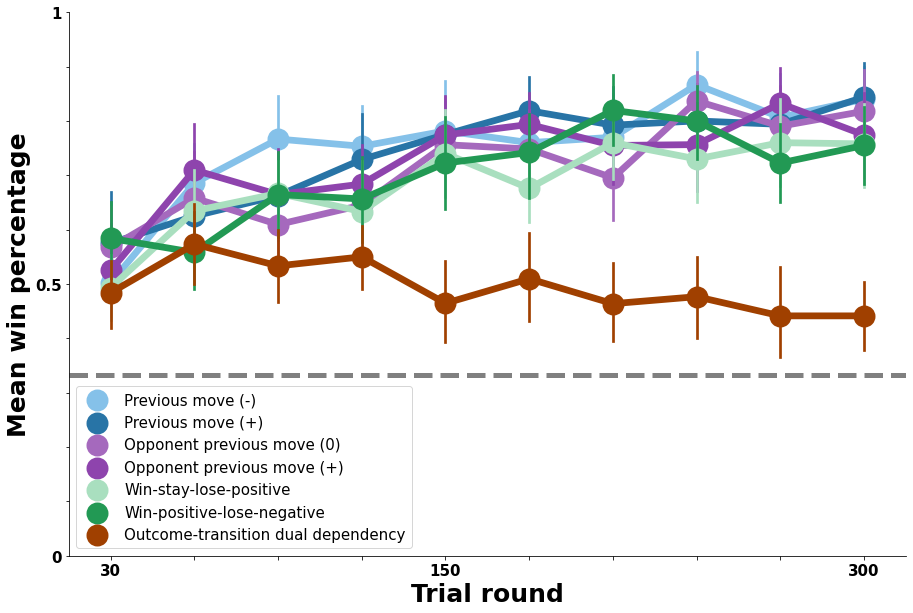 Mean win percentage
1
0.5
0
Previous move (-)
Previous move (+)
Opponent previous move (0)
Opponent previous move (+)
Win-stay-lose-positive
Win-positive-lose-negative
Outcome-transition dual dependency
30
150
300
Trial round